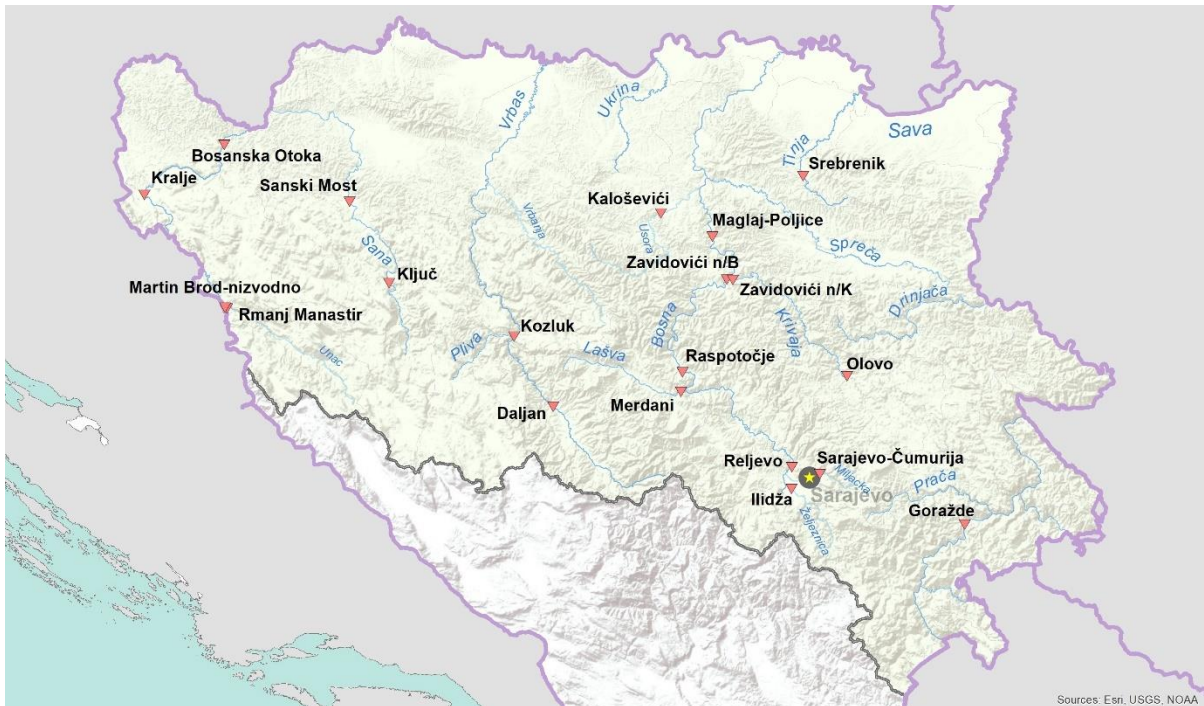 Vrbas
Ukrina
Sava
Tinja
Bosanska Otoka
Srebrenik
Kralje
Sanski Most
Kaloševići
Vrbanja
Usora
Maglaj-Poljice
Spreča
Sana
Zavidovići n/B
Ključ
Zavidovići n/K
Martin Brod-nizvodno
Drinjača
Rmanj Manastir
Bosna
Krivaja
Kozluk
Pliva
Lašva
Unac
Raspotočje
Olovo
Daljan
Merdani
Reljevo
Sarajevo-Čumurija
Miljacka
Prača
Ilidža
Sarajevo
Goražde
Željeznica
Sources: Esri, USGS, NOAA